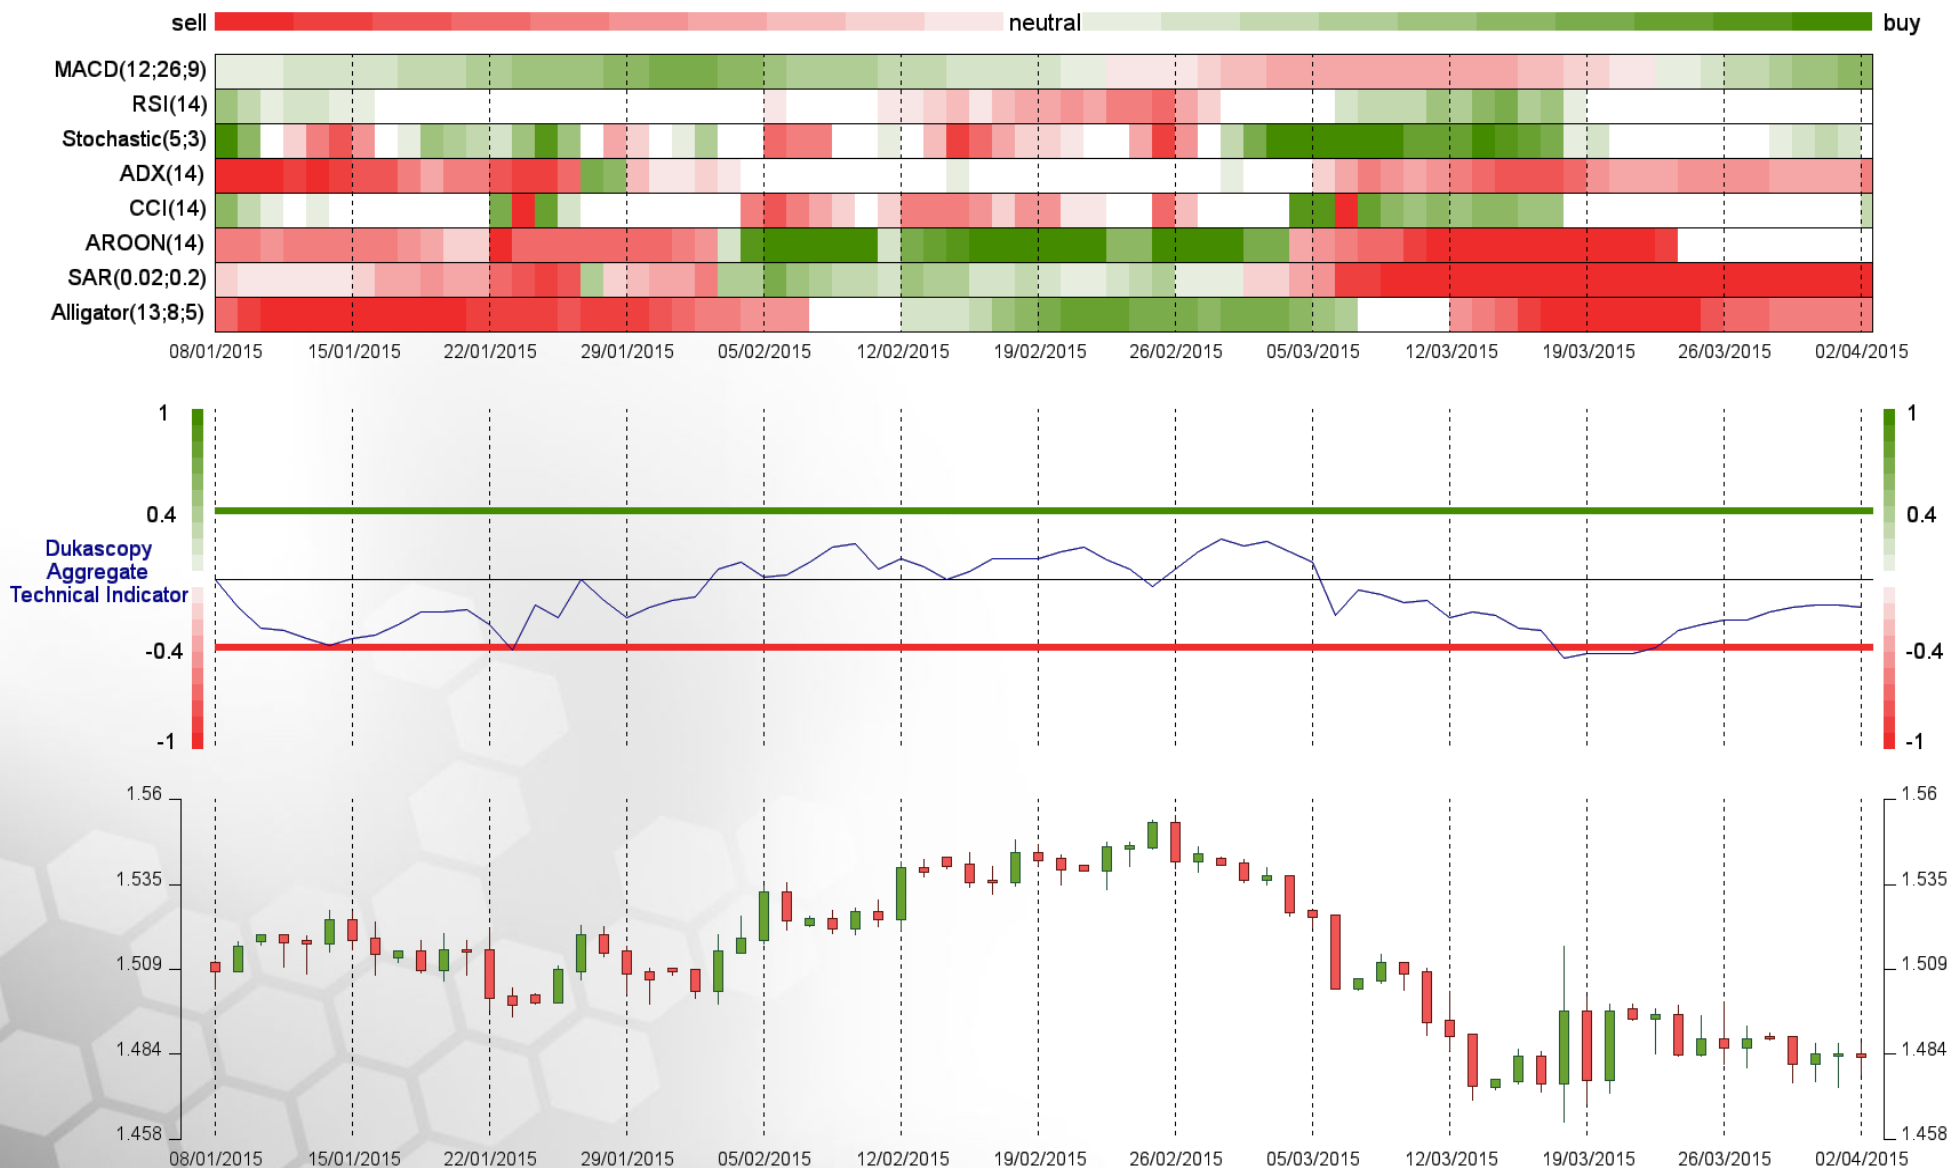 sell neutral buy
MACD(12;26;9)
RSI(14)
Stochastic(5;3)
ADX(14)
CCI(14)
AROON(14)
SAR(0.02;0.2)
Alligator(13;8;5)
08/01/2015 15/01/2015 22/01/2015 29/01/2015 05/02/2015 12/02/2015 19/02/2015 26/02/2015 05/03/2015 12/03/2015 19/03/2015 26/03/2015 02/04/2015
1 1
0.4 0.4
Dukascopy
Aggregate
Technical Indicator
-0.4 -0.4
-1 -1
1.56 1.56
1.535 1.535
1.509 1.509
1.484 1.484
1.458 1.458
08/01/2015 15/01/2015 22/01/2015 29/01/2015 05/02/2015 12/02/2015 19/02/2015 26/02/2015 05/03/2015 12/03/2015 19/03/2015 26/03/2015 02/04/2015